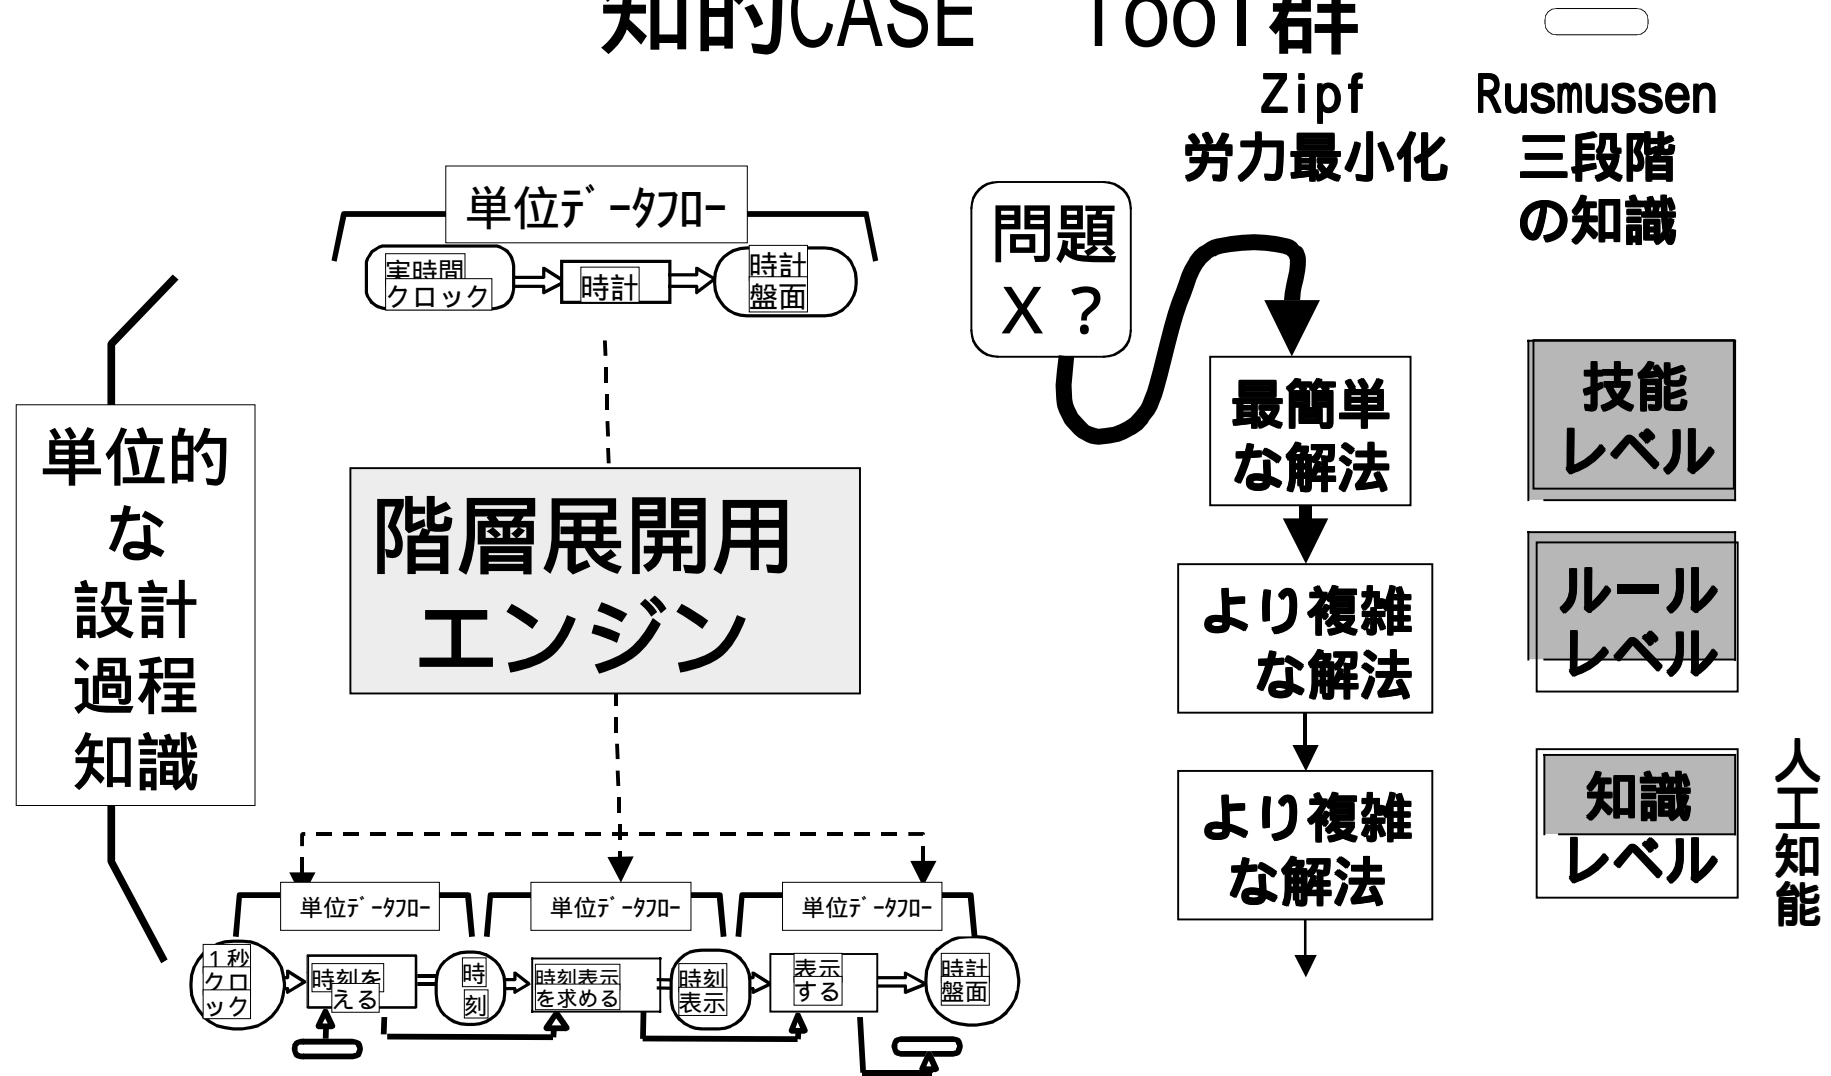 知的CASE Tool群
Zipf
労力最小化
Rusmussen
三段階
の知識
単位ﾃﾞｰﾀﾌﾛｰ
実時間
クロック
時計
時計
盤面
問題
X？
単位的
な
設計
過程
知識
階層展開用
エンジン
最簡単
な解法
より複雑
な解法
より複雑
な解法
技能
レベル
ルール
レベル
知識
レベル
人工知能
単位ﾃﾞｰﾀﾌﾛｰ
単位ﾃﾞｰﾀﾌﾛｰ
単位ﾃﾞｰﾀﾌﾛｰ
１秒
クロ
ック
時刻を
える
時
刻
時刻表示
を求める
時刻
表示
表示
する
時計
盤面